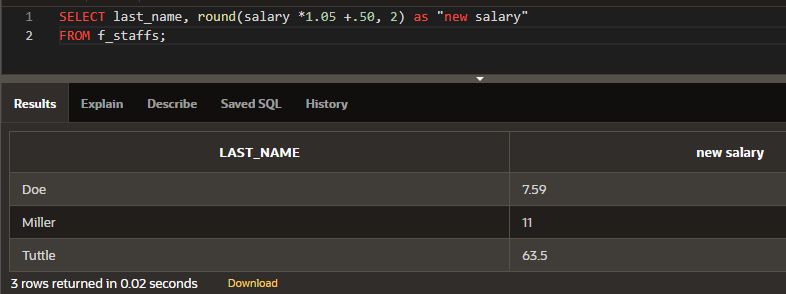 1 SELECT last_name, round(salary *1.05 +.50, 2) as "new salary"
2 FROM f_staffs;
Results Explain Describe Saved SQL History
LAST_NAME new salary
Doe 7.59
Miller 11
Tuttle 63.5
3 rows returned in 0.02 seconds Download